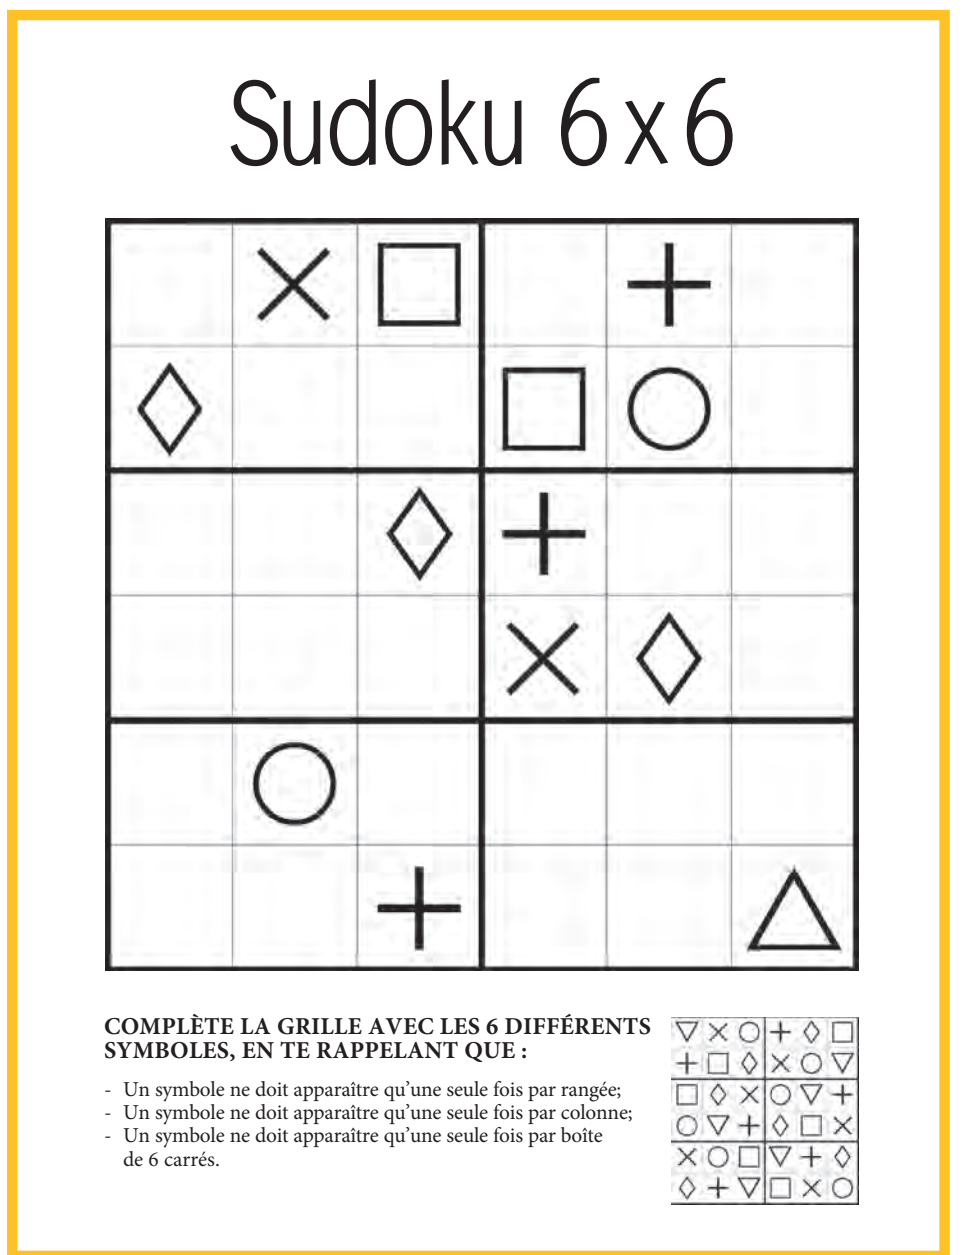 Sudoku 6 x 6
COMPLÈTE LA GRILLE AVEC LES 6 DIFFÉRENTS
SYMBOLES, EN TE RAPPELANT QUE :
- Un symbole ne doit apparaître qu'une seule fois par rangée;
- Un symbole ne doit apparaître qu'une seule fois par colonne;
- Un symbole ne doit apparaître qu'une seule fois par boîte
de 6 carrés.